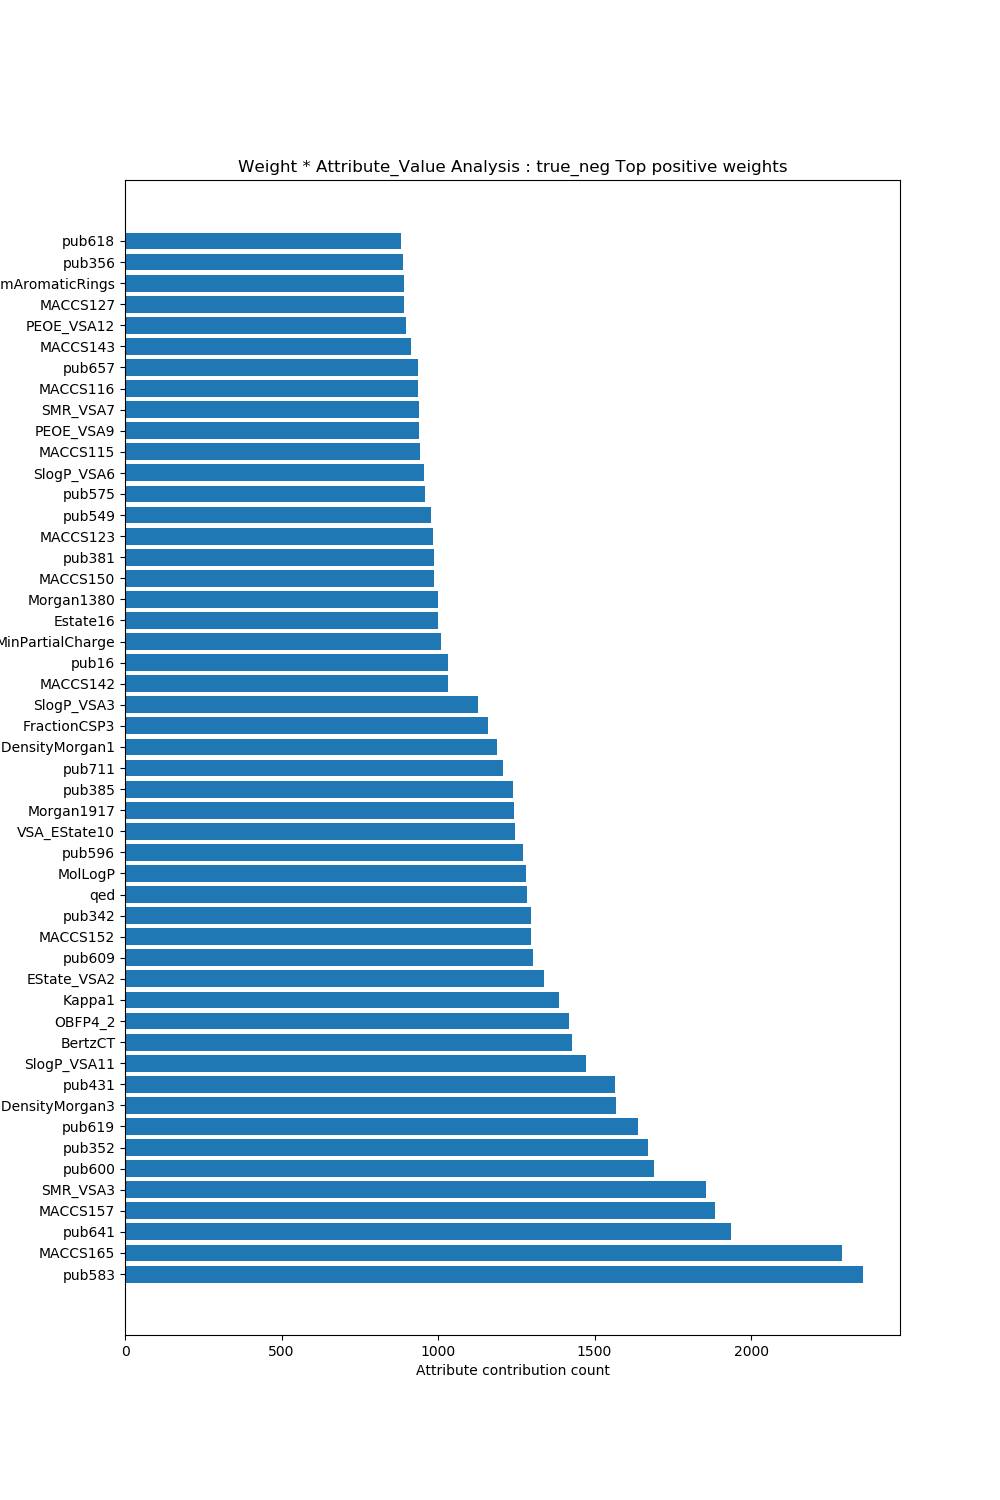 Weight * Attribute_Value Analysis : true_neg Top positive weights
pub618
pub356
mAromaticRings
MACCS127
PEOE_VSA12
MACCS143
pub657
MACCS116
SMR_VSA7
PEOE_VSA9
MACCS115
SlogP_VSA6
pub575
pub549
MACCS123
pub381
MACCS150
Morgan1380
Estate16
MinPartialCharge
pub16
MACCS142
SlogP_VSA3
FractionCSP3
DensityMorgan1
pub711
pub385
Morgan1917
VSA_EState10
pub596
MolLogP
qed
pub342
MACCS152
pub609
EState_VSA2
Kappa1
OBFP4_2
BertzCT
SlogP_VSA11
pub431
DensityMorgan3
pub619
pub352
pub600
SMR_VSA3
MACCS157
pub641
MACCS165
pub583
0 500 1000 1500 2000
Attribute contribution count